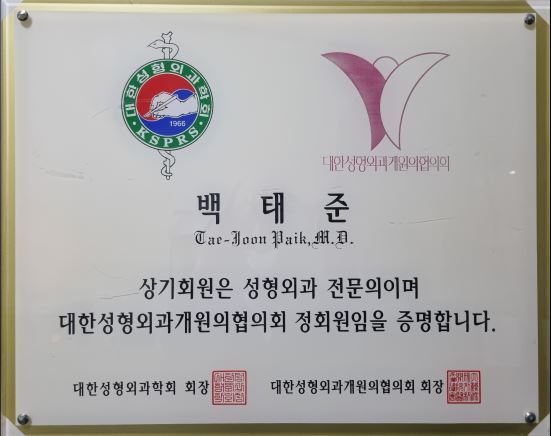 대한성형외과학회
1966
KSPRS
대한성형외과개원의협의회
백 태 준
Tae-Joon Paik, M.D.
상기회원은 성형외과 전문의이며
대한성형외과개원의협의회 정회원임을 증명합니다.
대한성형외과학회 회장
대한성형외과개원의협의회 회장